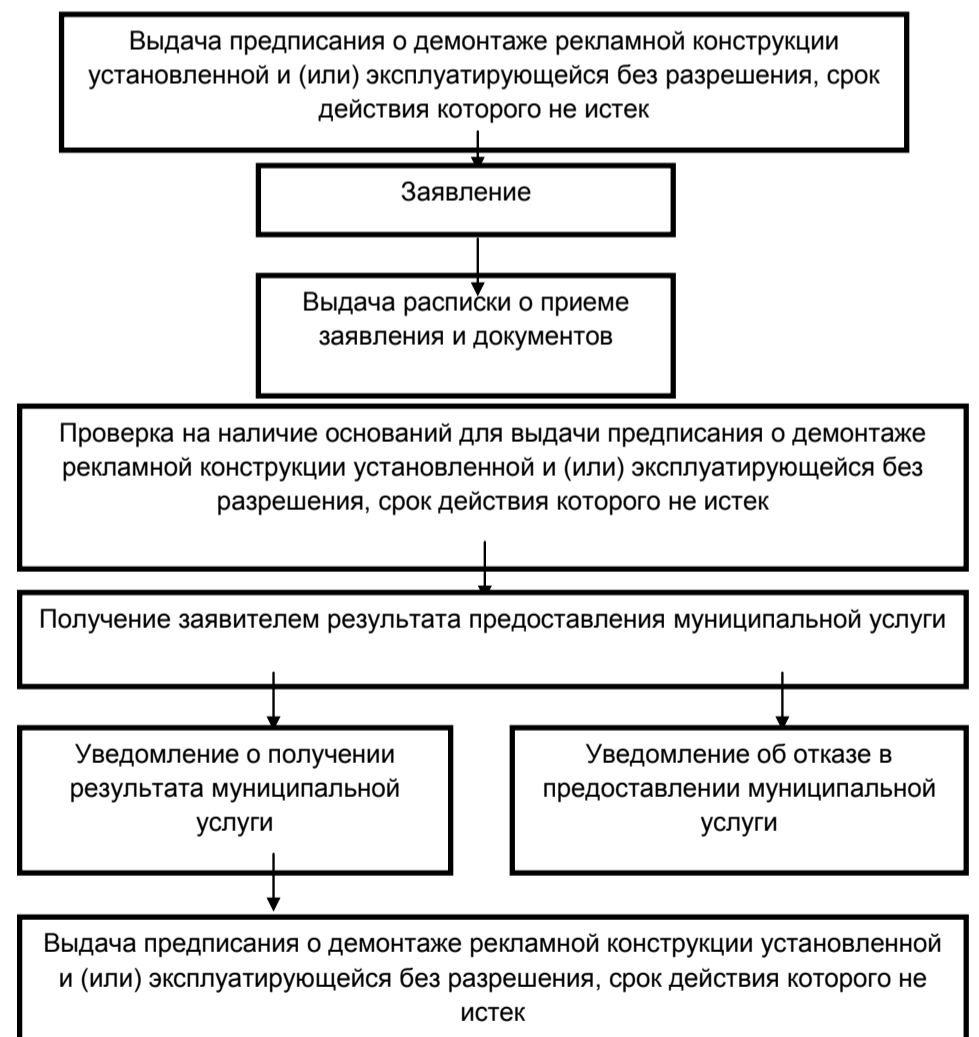 Выдача предписания о демонтаже рекламной конструкции
установленной и (или) эксплуатирующейся без разрешения, срок
действия которого не истек
Заявление
Выдача расписки о приеме
заявления и документов
Проверка на наличие оснований для выдачи предписания о демонтаже
рекламной конструкции установленной и (или) эксплуатирующейся без
разрешения, срок действия которого не истек
Получение заявителем результата предоставления муниципальной услуги
Уведомление о получении
результата муниципальной
услуги
Уведомление об отказе в
предоставлении муниципальной
услуги
Выдача предписания о демонтаже рекламной конструкции установленной
и (или) эксплуатирующейся без разрешения, срок действия которого не
истек